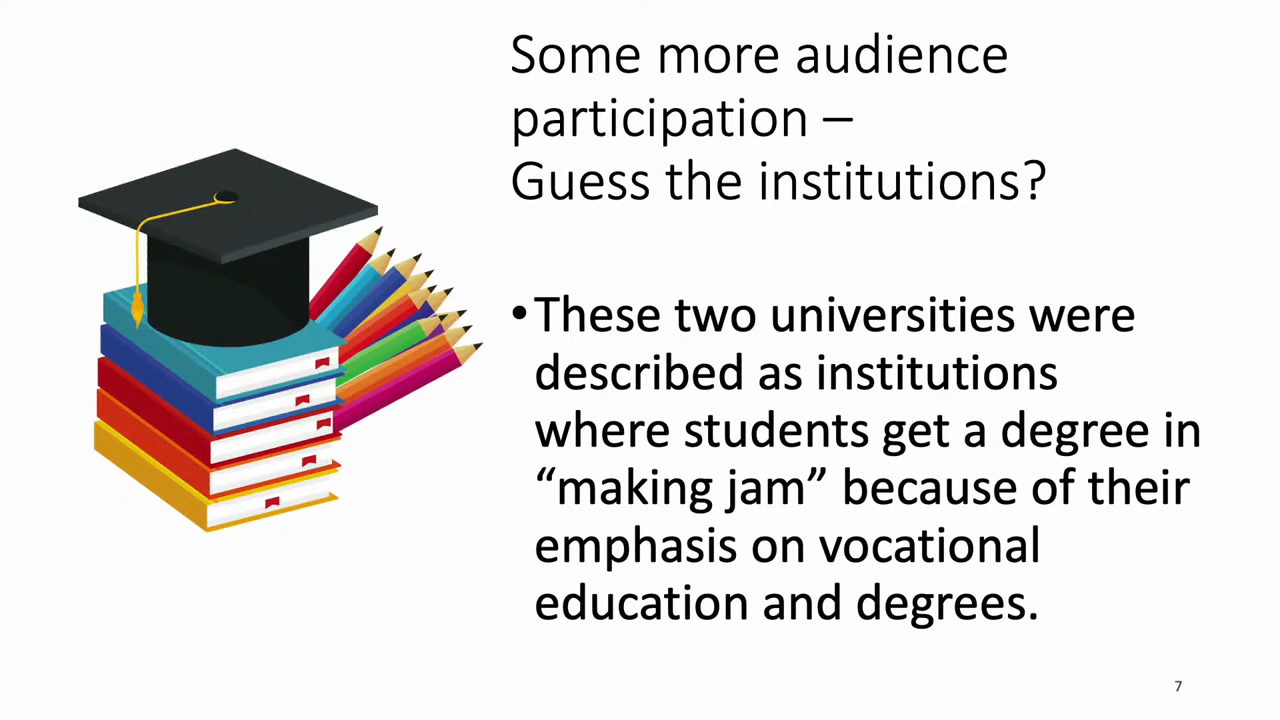 Some more audience
participation –
Guess the institutions?
•These two universities were
described as institutions
where students get a degree in
“making jam” because of their
emphasis on vocational
education and degrees.
7